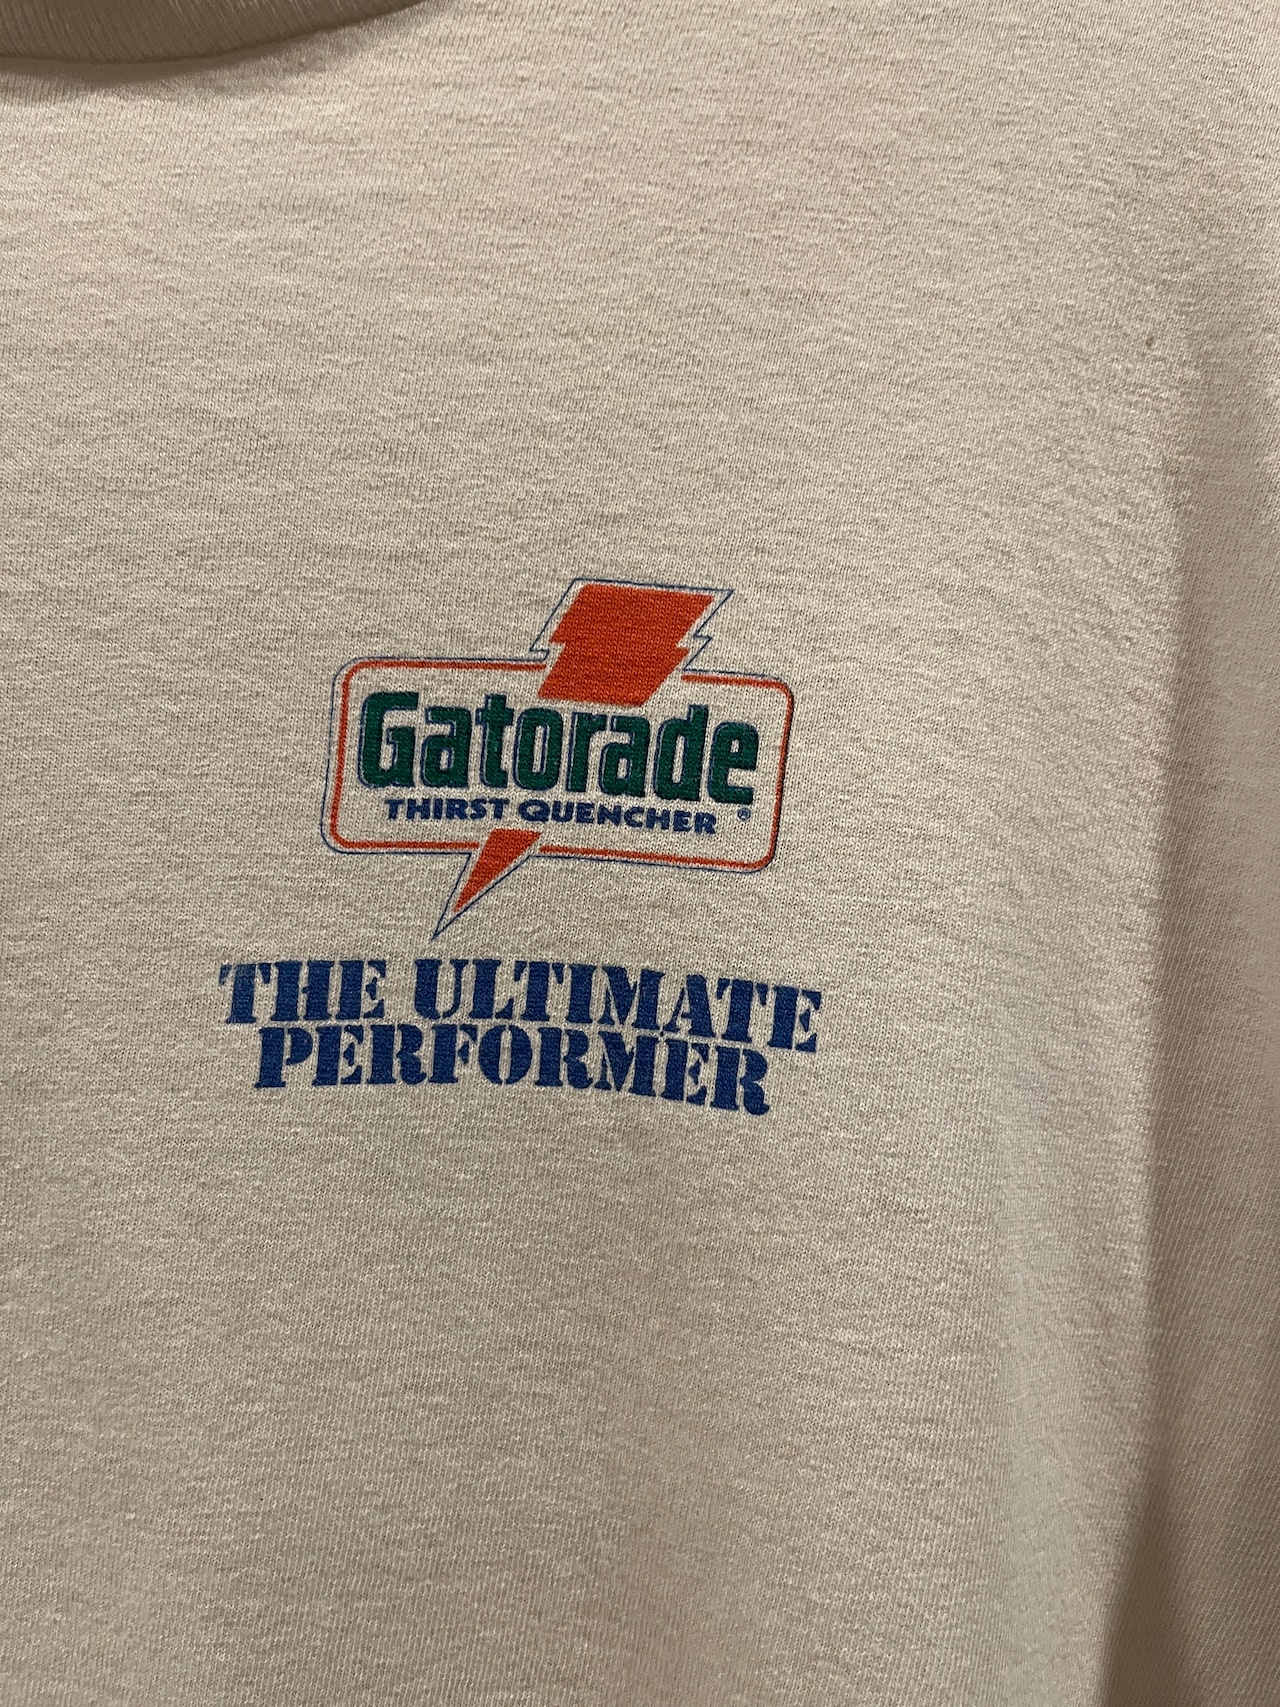 Gatorade
THIRST QUENCHER ®
THE ULTIMATE
PERFORMER